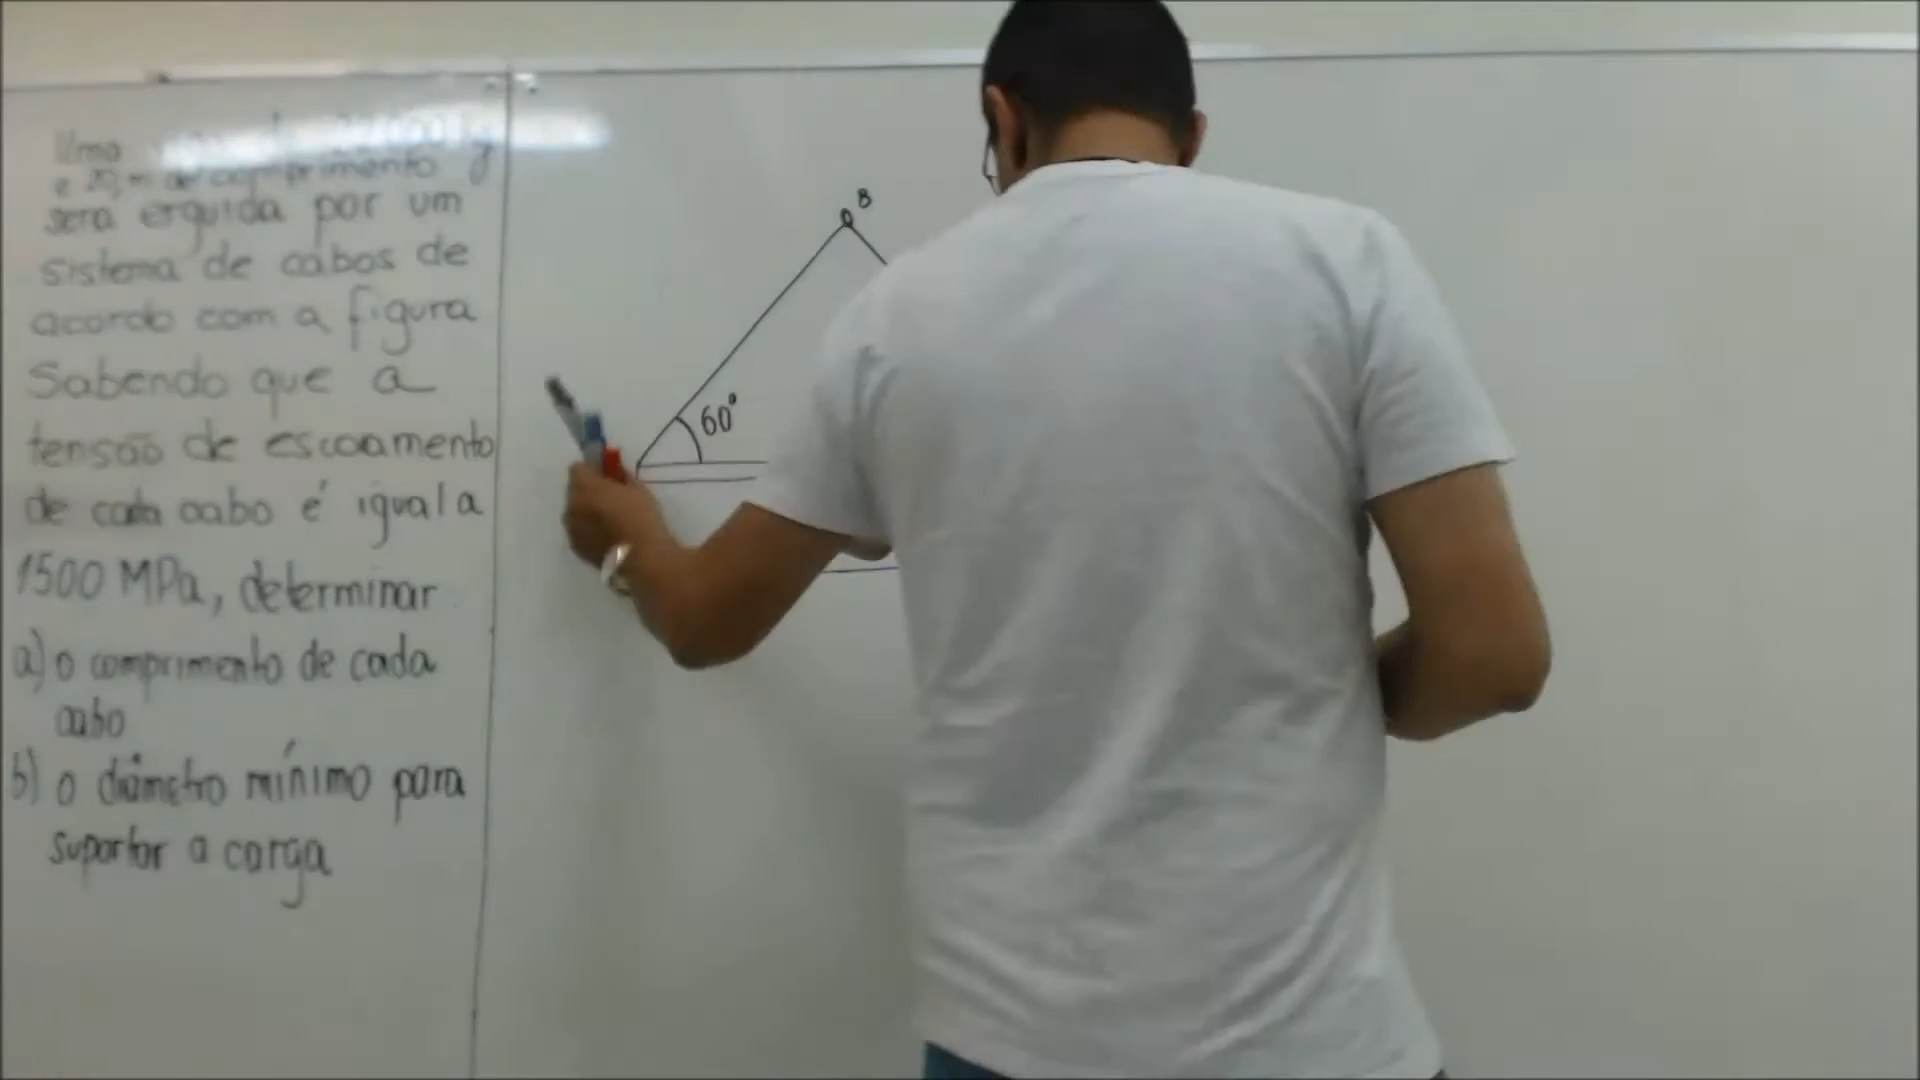 Uma
e 20,m de comprimento
será erguida por um
sistema de cabos de
acordo com a figura
Sabendo que a
tensão de escoamento
de cada cabo é igual a
1500 MPa, determinar
a) o comprimento de cada
cabo
b) o diâmetro mínimo para
suportar a carga
B
60°